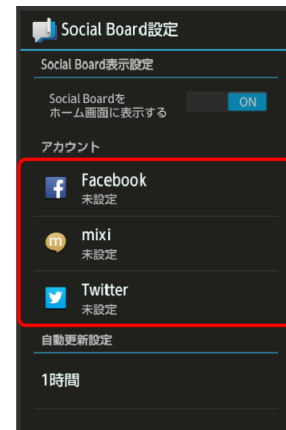 Social Board設定
Social Board表示設定
Social Boardを
ホーム画面に表示する
ON
アカウント
Facebook
未設定
mixi
未設定
Twitter
未設定
自動更新設定
1時間